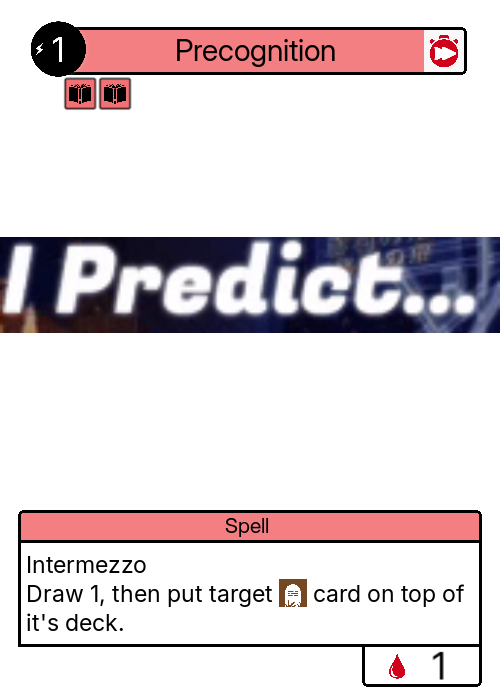 1
Precognition
I Predict...
Spell
Intermezzo
Draw 1, then put target card on top of
it's deck.
1